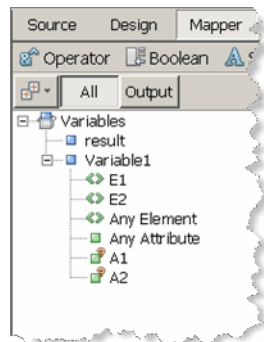 Source Design Mapper
Operator Boolean
All Output
Variables
result
Variable1
E1
E2
Any Element
Any Attribute
A1
A2